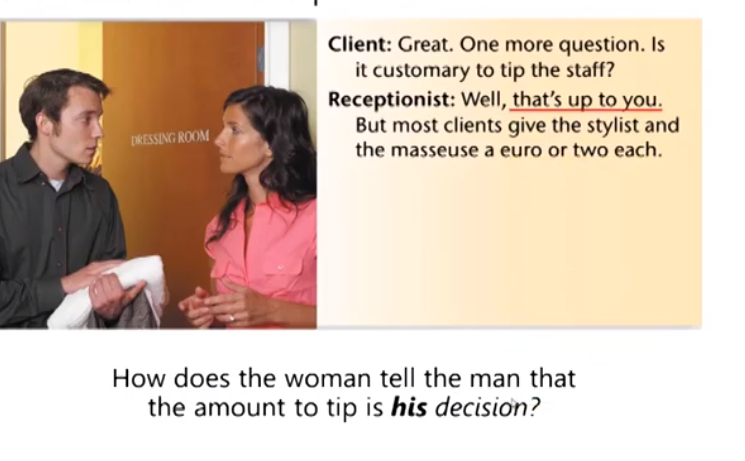 Client: Great. One more question. Is
it customary to tip the staff?
Receptionist: Well, that's up to you.
But most clients give the stylist and
the masseuse a euro or two each.
DRESSING ROOM
How does the woman tell the man that
the amount to tip is his decision?